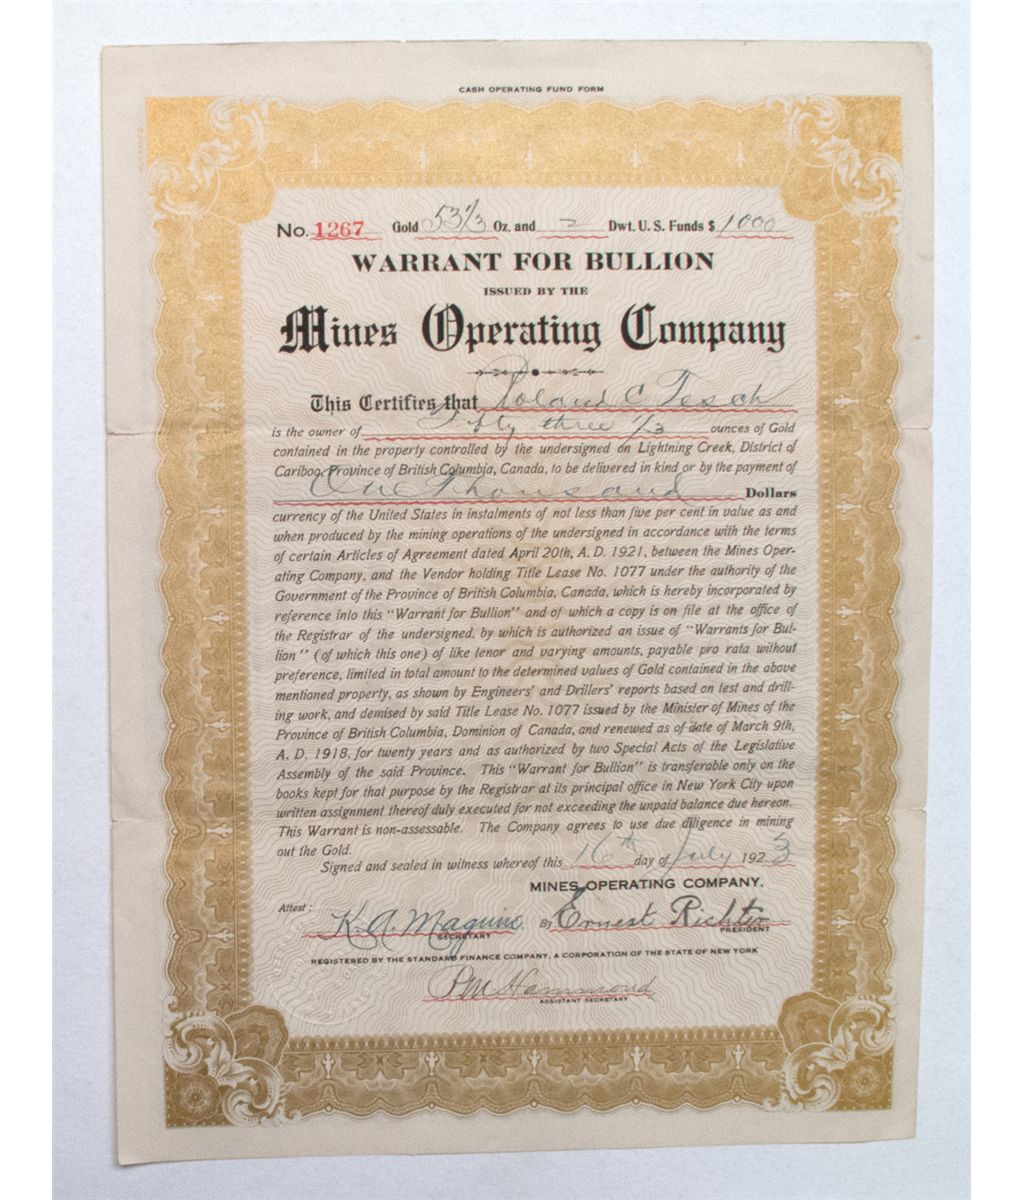 CASH OPERATING FUND FORM
No. 1267 Gold 53 1/3 Oz. and - Dwt. U. S. Funds $ 1000
WARRANT FOR BULLION
ISSUED BY THE
Mines Operating Company
This Certifies that Roland C Tesch
is the owner of Fifty three 1/3 ounces of Gold
contained in the property controlled by the undersigned on Lightning Creek, District of
Cariboo, Province of British Columbia, Canada, to be delivered in kind or by the payment of
One Thousand Dollars
currency of the United States in instalments of not less than five per cent in value as and
when produced by the mining operations of the undersigned in accordance with the terms
of certain Articles of Agreement dated April 20th, A. D. 1921, between the Mines Oper-
ating Company, and the Vendor holding Title Lease No. 1077 under the authority of the
Government of the Province of British Columbia, Canada, which is hereby incorporated by
reference into this "Warrant for Bullion" and of which a copy is on file at the office of
the Registrar of the undersigned, by which is authorized an issue of "Warrants for Bul-
lion" (of which this one) of like tenor and varying amounts, payable pro rata without
preference, limited in total amount to the determined values of Gold contained in the above
mentioned property, as shown by Engineers' and Drillers' reports based on test and drill-
ing work, and demised by said Title Lease No. 1077 issued by the Minister of Mines of the
Province of British Columbia, Dominion of Canada, and renewed as of date of March 9th,
A. D. 1918, for twenty years and as authorized by two Special Acts of the Legislative
Assembly of the said Province. This "Warrant for Bullion" is transferable only on the
books kept for that purpose by the Registrar at its principal office in New York City upon
written assignment thereof duly executed for not exceeding the unpaid balance due hereon.
This Warrant is non-assessable. The Company agrees to use due diligence in mining
out the Gold.
Signed and sealed in witness whereof this 16th day of July 1923
MINES OPERATING COMPANY.
Attest: K. A. Maguire By Ernest Richter
SECRETARY PRESIDENT
REGISTERED BY THE STANDARD FINANCE COMPANY, A CORPORATION OF THE STATE OF NEW YORK
PM Hammond
ASSISTANT SECRETARY